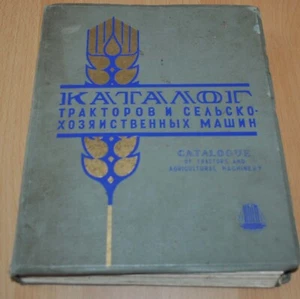 КАТАЛОГ
ТРАКТОРОВ И СЕЛЬСКО-
ХОЗЯЙСТВЕННЫХ МАШИН
CATALOGUE
OF TRACTORS AND
AGRICULTURAL MACHINERY